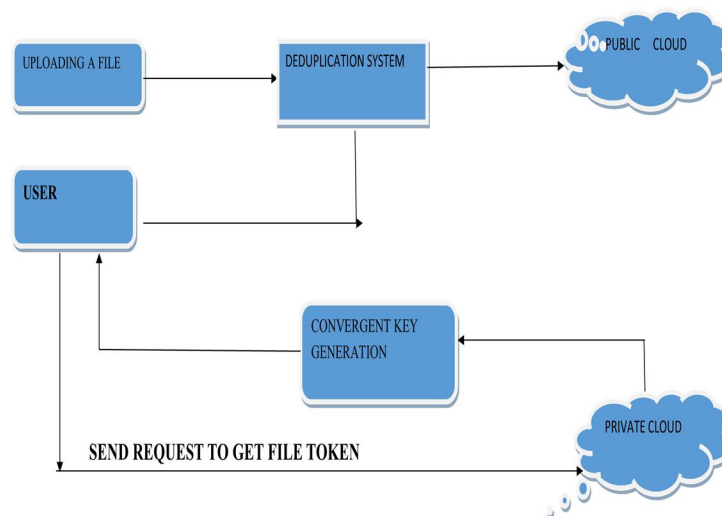 UPLOADING A FILE
DEDUPLICATION SYSTEM
PUBLIC CLOUD
USER
CONVERGENT KEY
GENERATION
PRIVATE CLOUD
SEND REQUEST TO GET FILE TOKEN